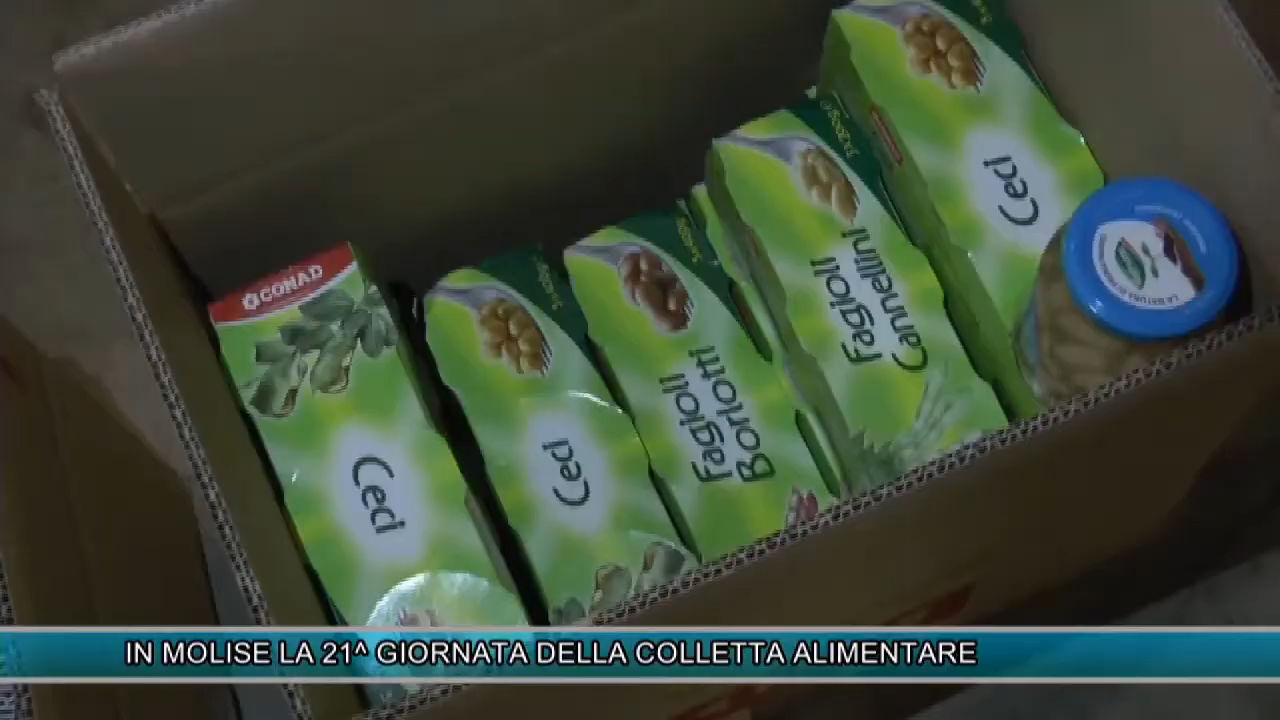 CONAD
Ceci
Ceci
Fagioli
Borlotti
Fagioli
Cannellini
Ceci
IN MOLISE LA 21^ GIORNATA DELLA COLLETTA ALIMENTARE